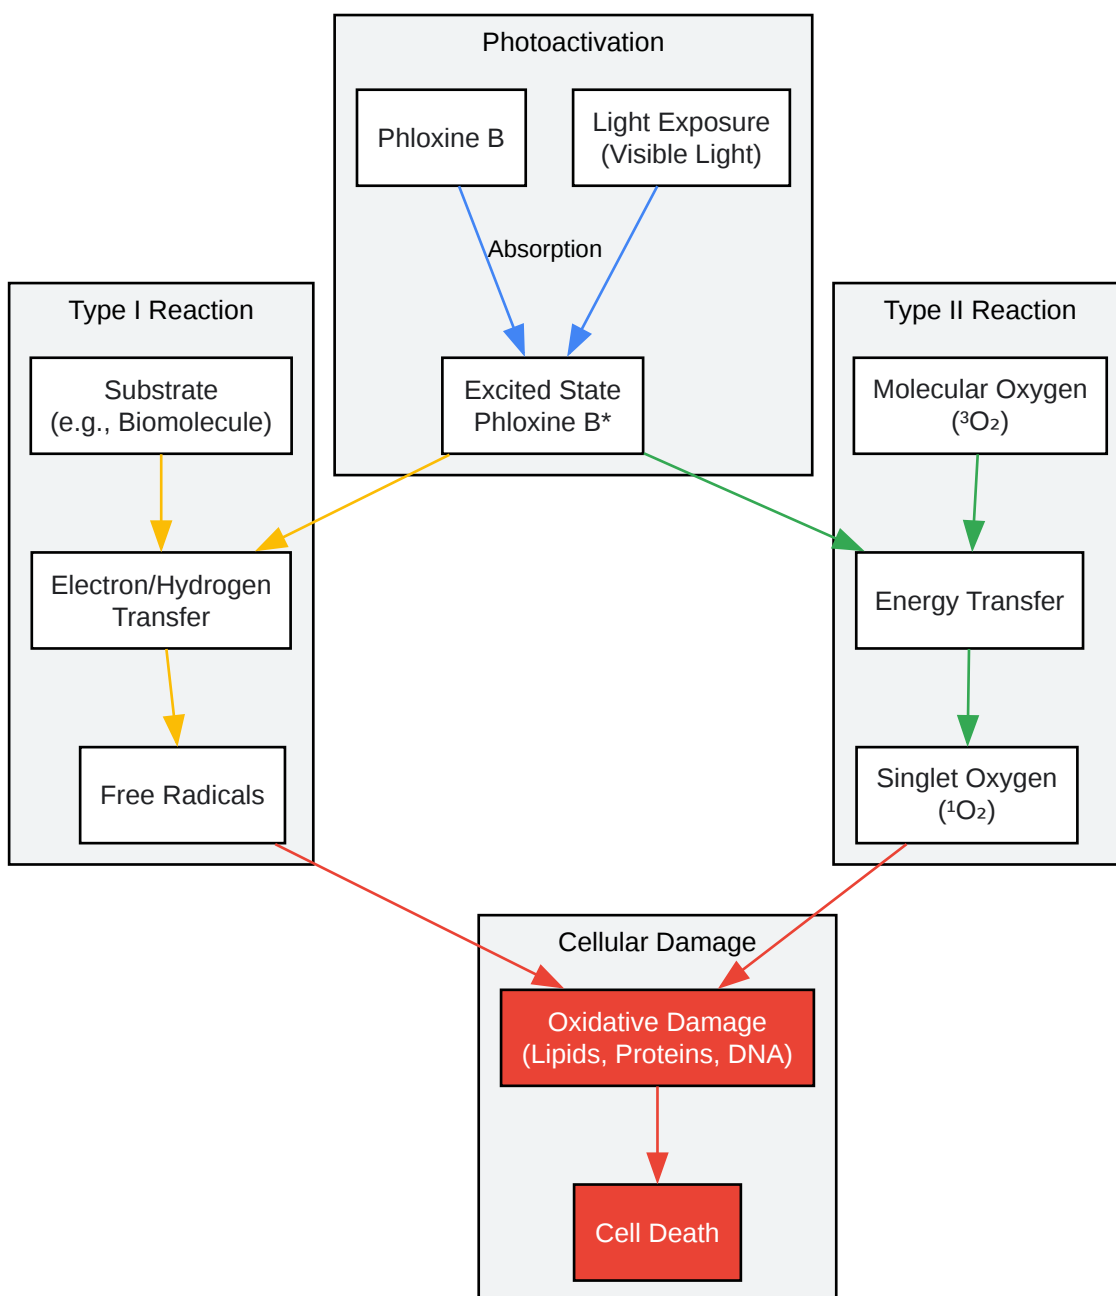 Photoactivation
Phloxine B
Light Exposure
(Visible Light)
Absorption
Excited State
Phloxine B*
Type I Reaction
Substrate
(e.g., Biomolecule)
Electron/Hydrogen
Transfer
Free Radicals
Type II Reaction
Molecular Oxygen
(³O₂)
Energy Transfer
Singlet Oxygen
(¹O₂)
Cellular Damage
Oxidative Damage
(Lipids, Proteins, DNA)
Cell Death